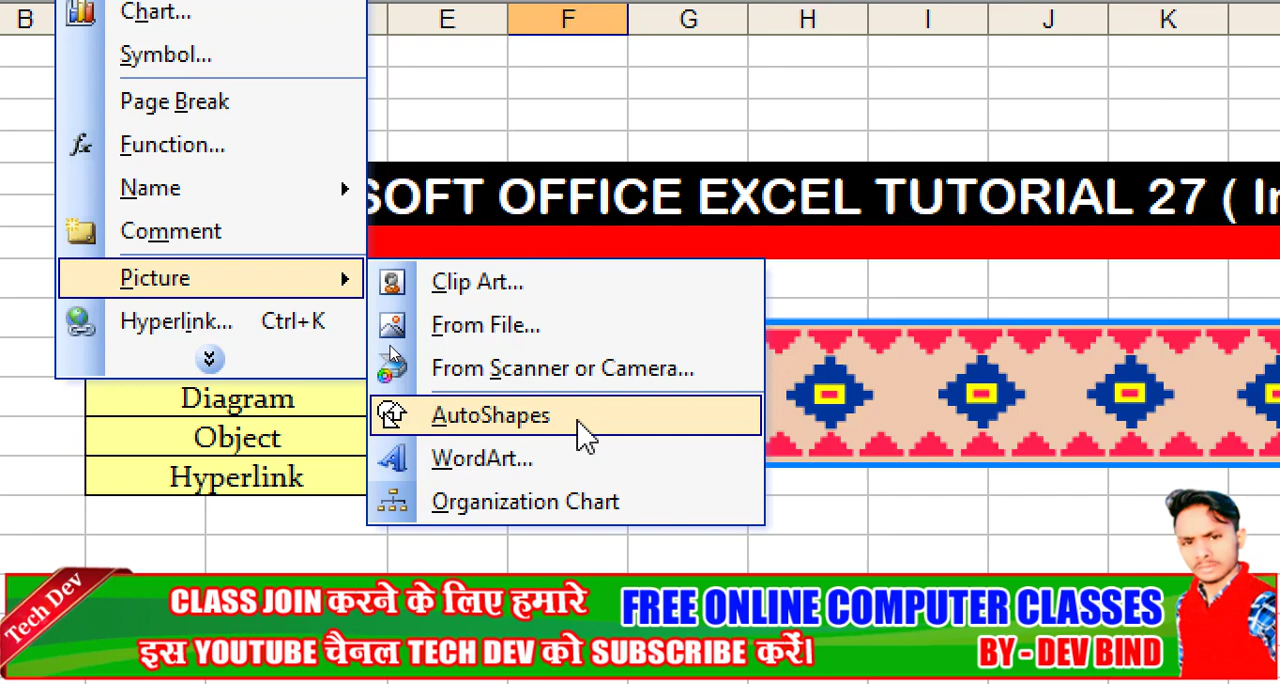 B E F G H I J K
Chart...
Symbol...
Page Break
Function...
Name
Comment
Picture
Hyperlink... Ctrl+K
SOFT OFFICE EXCEL TUTORIAL 27 ( In
Clip Art...
From File...
From Scanner or Camera...
AutoShapes
WordArt...
Organization Chart
Diagram
Object
Hyperlink
Tech Dev
CLASS JOIN करने के लिए हमारे
इस YOUTUBE चैनल TECH DEV को SUBSCRIBE करें।
FREE ONLINE COMPUTER CLASSES
BY - DEV BIND